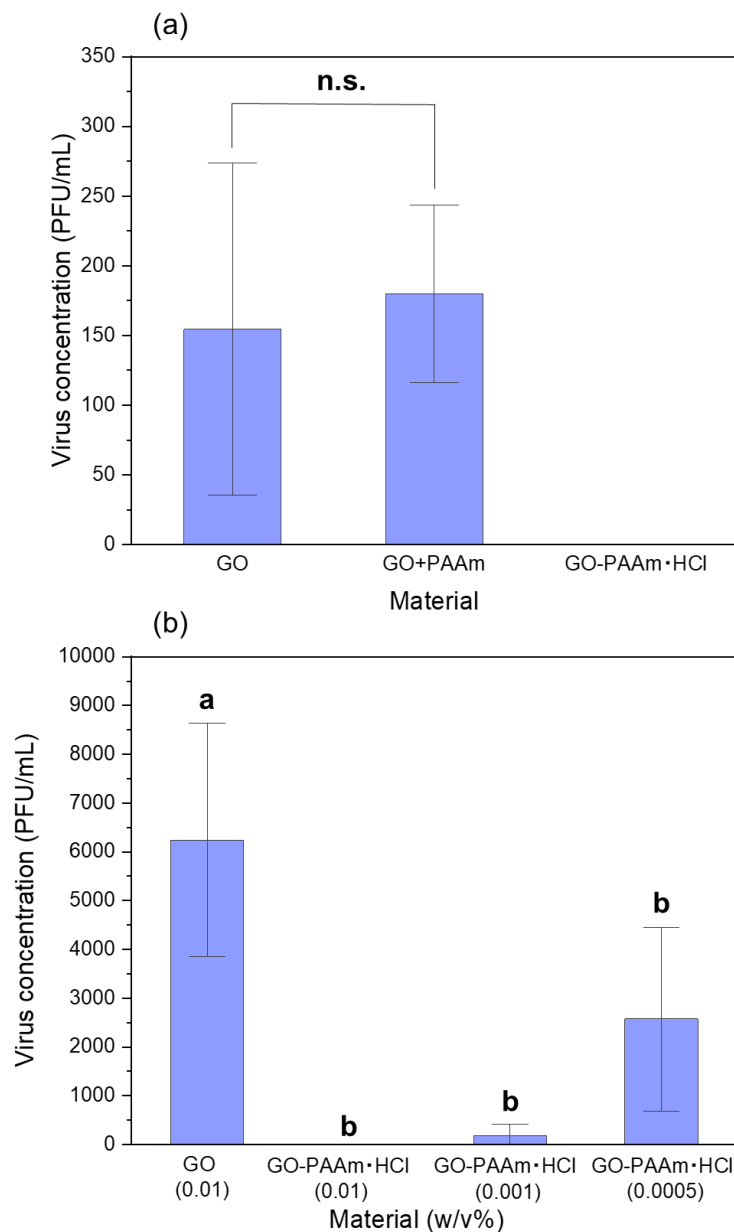 (a)
350
300
250
200
150
100
50
0
Virus concentration (PFU/mL)
n.s.
GO GO+PAAm GO-PAAm・HCl
Material
(b)
10000
9000
8000
7000
6000
5000
4000
3000
2000
1000
0
Virus concentration (PFU/mL)
a
b
b
b
GO GO-PAAm・HCl GO-PAAm・HCl GO-PAAm・HCl
(0.01) (0.01) (0.001) (0.0005)
Material (w/v%)